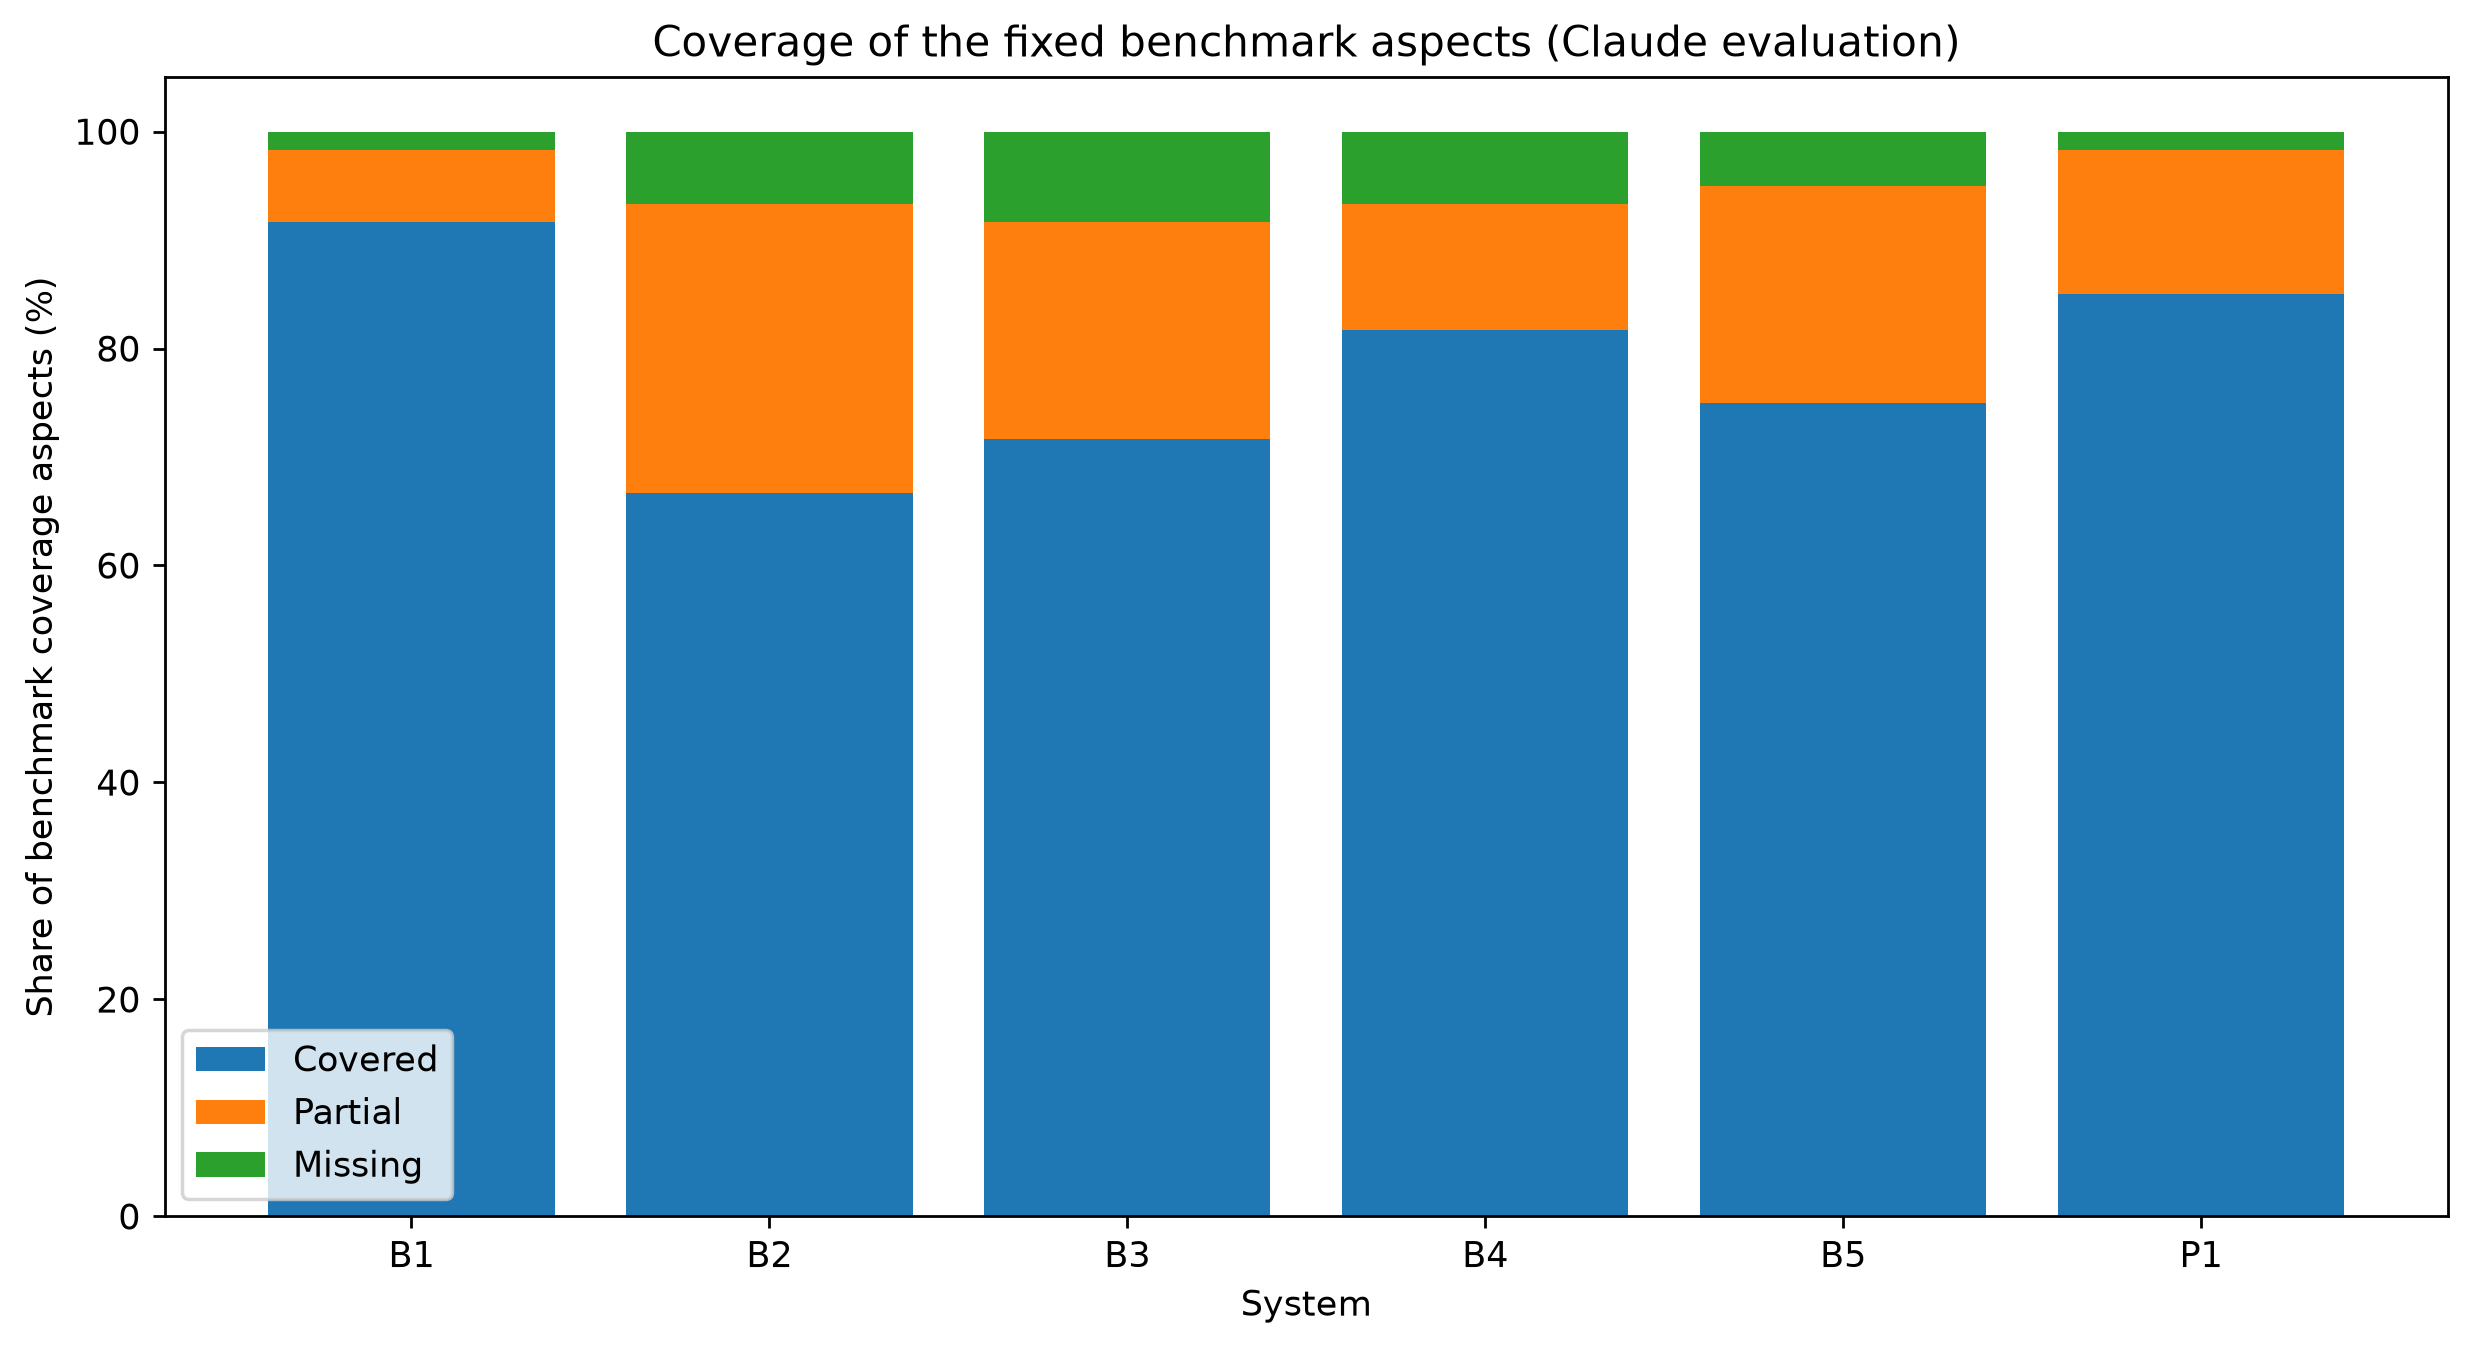 Coverage of the fixed benchmark aspects (Claude evaluation)
Share of benchmark coverage aspects (%)
100
80
60
40
20
0
Covered
Partial
Missing
B1 B2 B3 B4 B5 P1
System